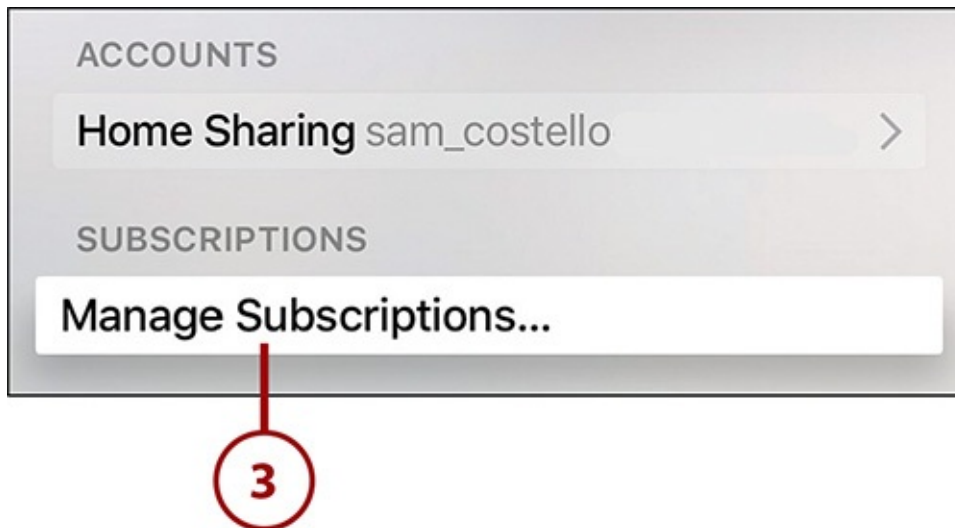 ACCOUNTS
Home Sharing sam_costello
SUBSCRIPTIONS
Manage Subscriptions...
3